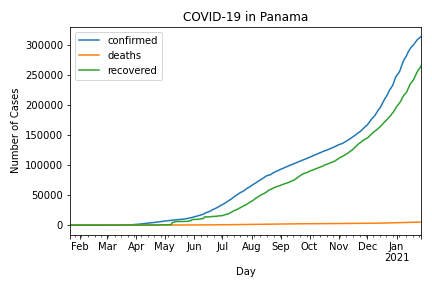 COVID-19 in Panama
confirmed
deaths
recovered
Number of Cases
300000
250000
200000
150000
100000
50000
0
Feb Mar Apr May Jun Jul Aug Sep Oct Nov Dec Jan
2021
Day